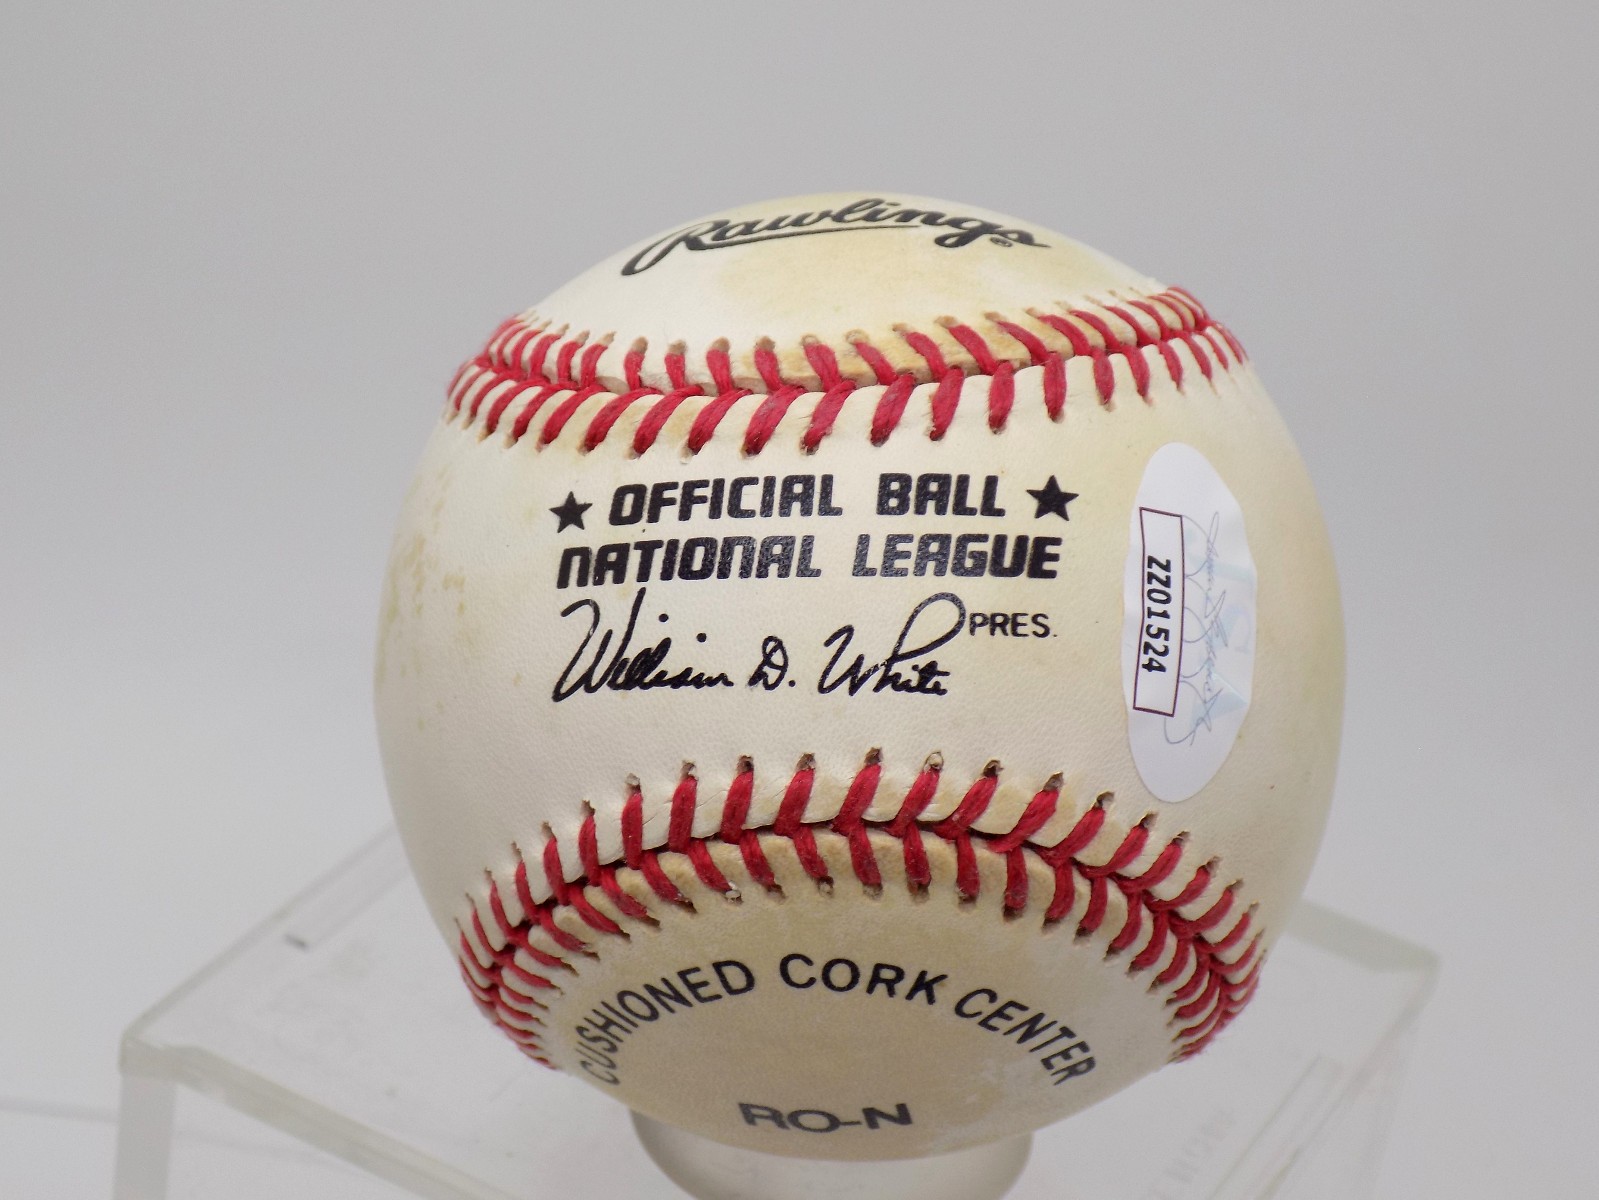 Rawlings®
★ OFFICIAL BALL ★
NATIONAL LEAGUE
William D. White PRES.
ZZ01524
CUSHIONED CORK CENTER
RO-N